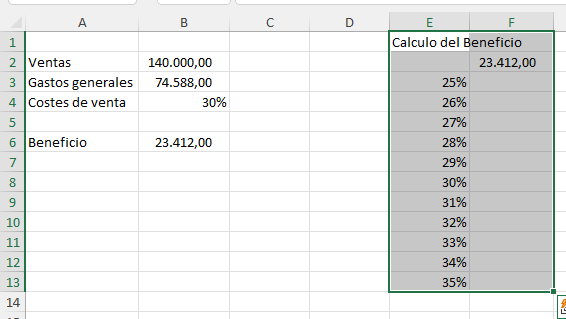 A B C D E F
1 Calculo del Beneficio
2 Ventas 140.000,00 23.412,00
3 Gastos generales 74.588,00 25%
4 Costes de venta 30% 26%
5 27%
6 Beneficio 23.412,00 28%
7 29%
8 30%
9 31%
10 32%
11 33%
12 34%
13 35%
14